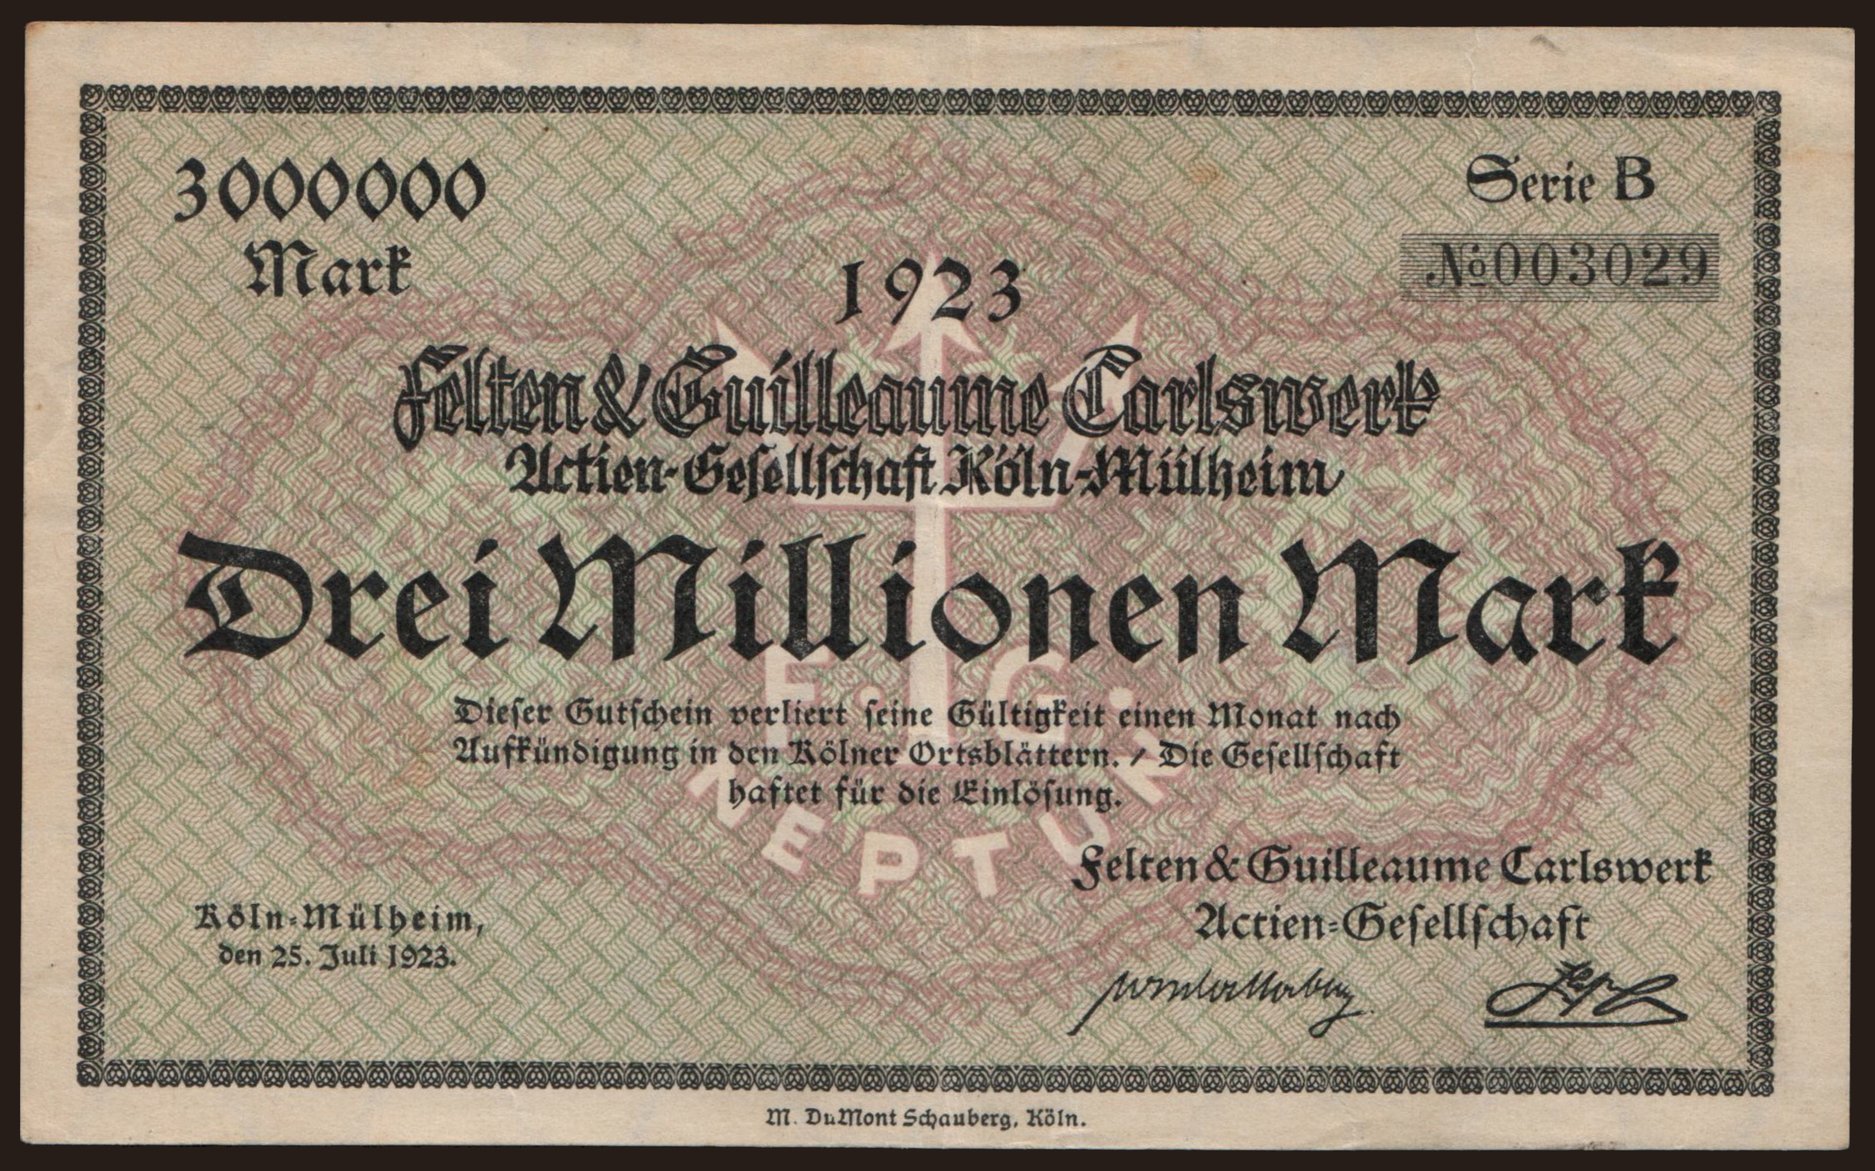 3000000
Mark
Serie B
№ 003029
1923
Felten & Guilleaume Carlswerk
Actien-Gesellschaft Köln-Mülheim
Drei Millionen Mark
F. G.
Dieser Gutschein verliert seine Gültigkeit einen Monat nach
Aufkündigung in den Kölner Ortsblättern. / Die Gesellschaft
haftet für die Einlösung.
NEPTUN
Felten & Guilleaume Carlswerk
Actien-Gesellschaft
Köln-Mülheim,
den 25. Juli 1923.
M. DuMont Schauberg, Köln.